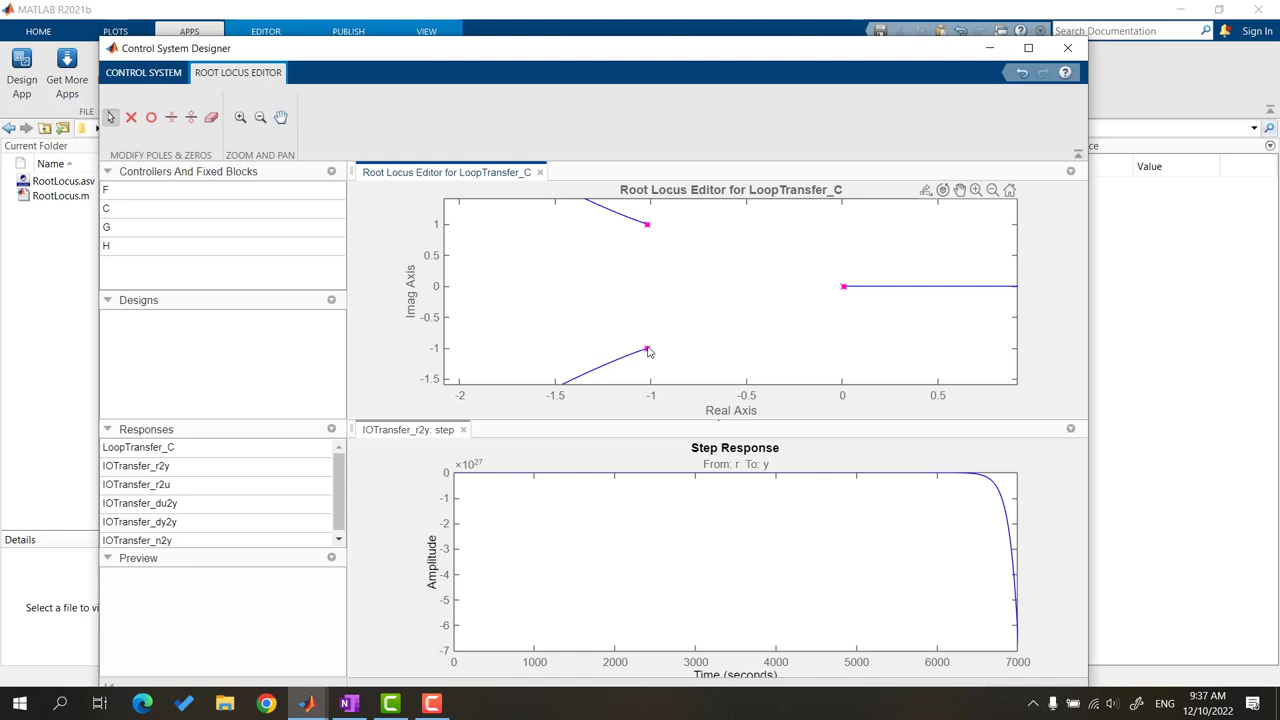 MATLAB R2021b
HOME
PLOTS
APPS
EDITOR
PUBLISH
VIEW
Search Documentation
Sign In
Design
App
Get More
Apps
FILE
Current Folder
Name
RootLocus.asv
RootLocus.m
Details
Select a file to vi
ce
Value
Control System Designer
CONTROL SYSTEM
ROOT LOCUS EDITOR
MODIFY POLES & ZEROS
ZOOM AND PAN
Controllers And Fixed Blocks
F
C
G
H
Designs
Responses
LoopTransfer_C
IOTransfer_r2y
IOTransfer_r2u
IOTransfer_du2y
IOTransfer_dy2y
IOTransfer_n2y
Preview
Root Locus Editor for LoopTransfer_C
Root Locus Editor for LoopTransfer_C
Imag Axis
1
0.5
0
-0.5
-1
-1.5
-2 -1.5 -1 -0.5 0 0.5
Real Axis
IOTransfer_r2y: step
Step Response
From: r To: y
×10^27
Amplitude
0
-1
-2
-3
-4
-5
-6
-7
0 1000 2000 3000 4000 5000 6000 7000
Time (seconds)
ENG
9:37 AM
12/10/2022